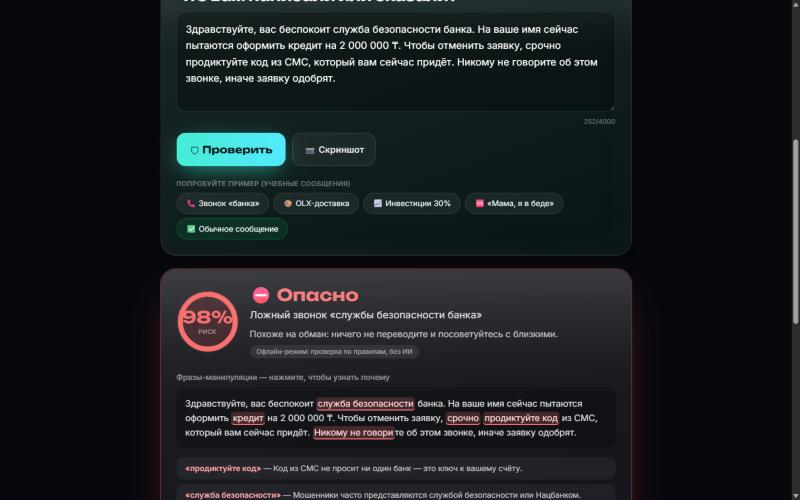 Здравствуйте, вас беспокоит служба безопасности банка. На ваше имя сейчас
пытаются оформить кредит на 2 000 000 ₸. Чтобы отменить заявку, срочно
продиктуйте код из СМС, который вам сейчас придёт. Никому не говорите об этом
звонке, иначе заявку одобрят.
252/4000
Проверить
Скриншот
ПОПРОБУЙТЕ ПРИМЕР (УЧЕБНЫЕ СООБЩЕНИЯ)
Звонок «банка»
OLX-доставка
Инвестиции 30%
«Мама, я в беде»
Обычное сообщение
Опасно
98%
РИСК
Ложный звонок «службы безопасности банка»
Похоже на обман: ничего не переводите и посоветуйтесь с близкими.
Офлайн-режим: проверка по правилам, без ИИ
Фразы-манипуляции — нажмите, чтобы узнать почему
Здравствуйте, вас беспокоит служба безопасности банка. На ваше имя сейчас пытаются
оформить кредит на 2 000 000 ₸. Чтобы отменить заявку, срочно продиктуйте код из СМС,
который вам сейчас придёт. Никому не говорите об этом звонке, иначе заявку одобрят.
«продиктуйте код» — Код из СМС не просит ни один банк — это ключ к вашему счёту.
«служба безопасности» — Мошенники часто представляются службой безопасности или Нацбанком.